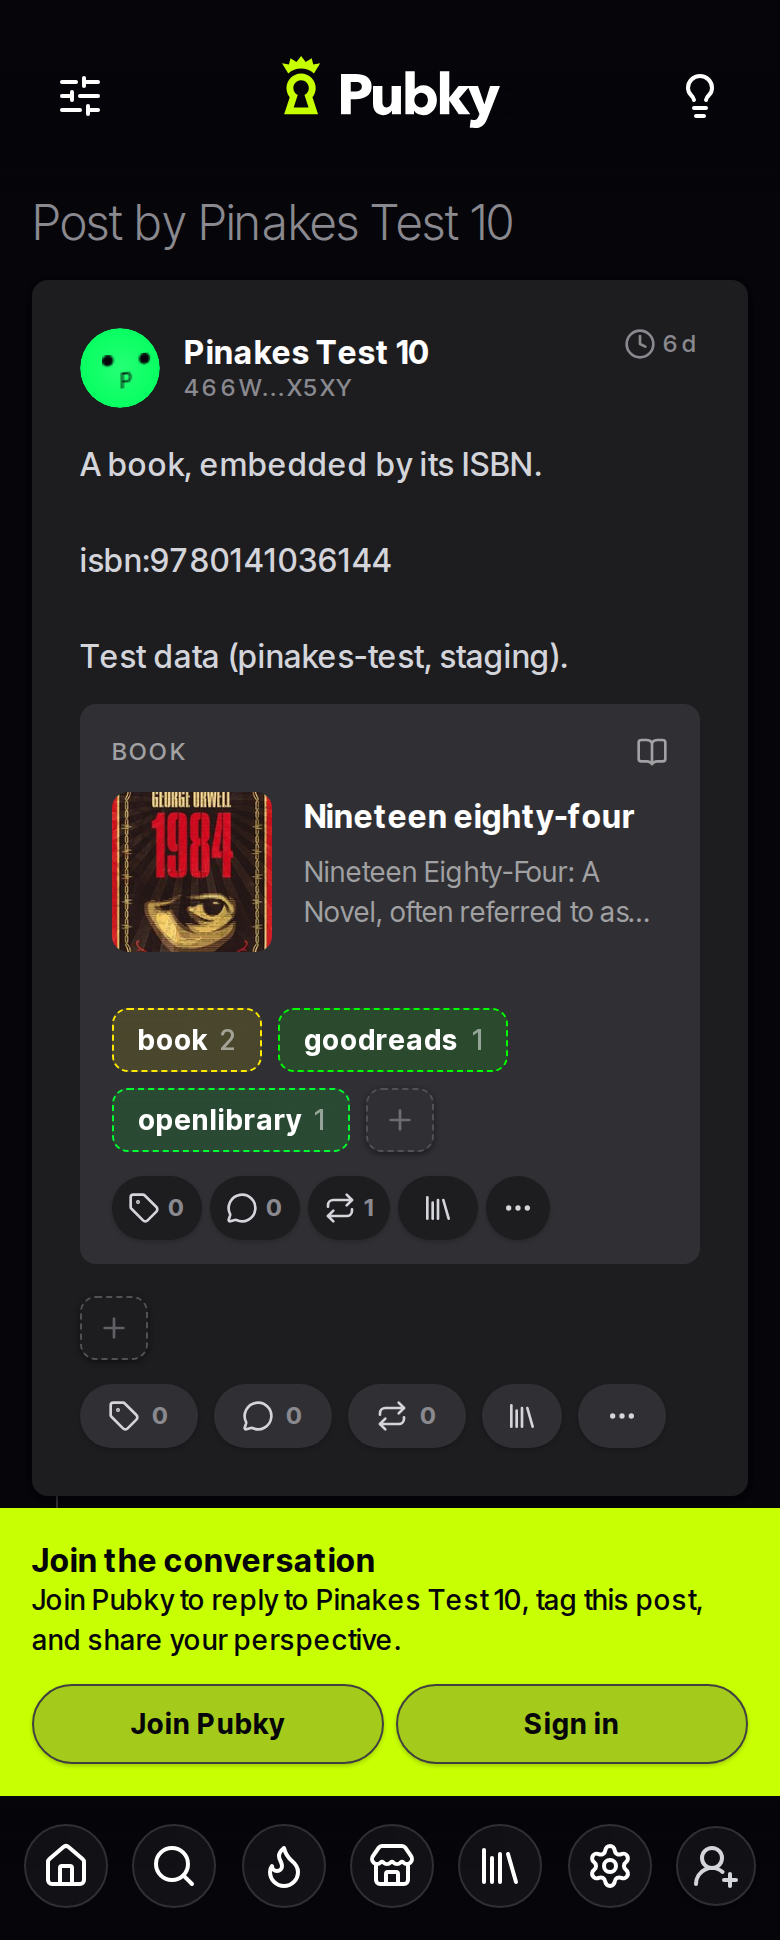 Pubky
Post by Pinakes Test 10
Pinakes Test 10
466W...X5XY
6d
A book, embedded by its ISBN.
isbn:9780141036144
Test data (pinakes-test, staging).
BOOK
GEORGE ORWELL
1984
Nineteen eighty-four
Nineteen Eighty-Four: A
Novel, often referred to as...
book 2
goodreads 1
openlibrary 1
0
0
1
0
0
0
Join the conversation
Join Pubky to reply to Pinakes Test 10, tag this post,
and share your perspective.
Join Pubky
Sign in